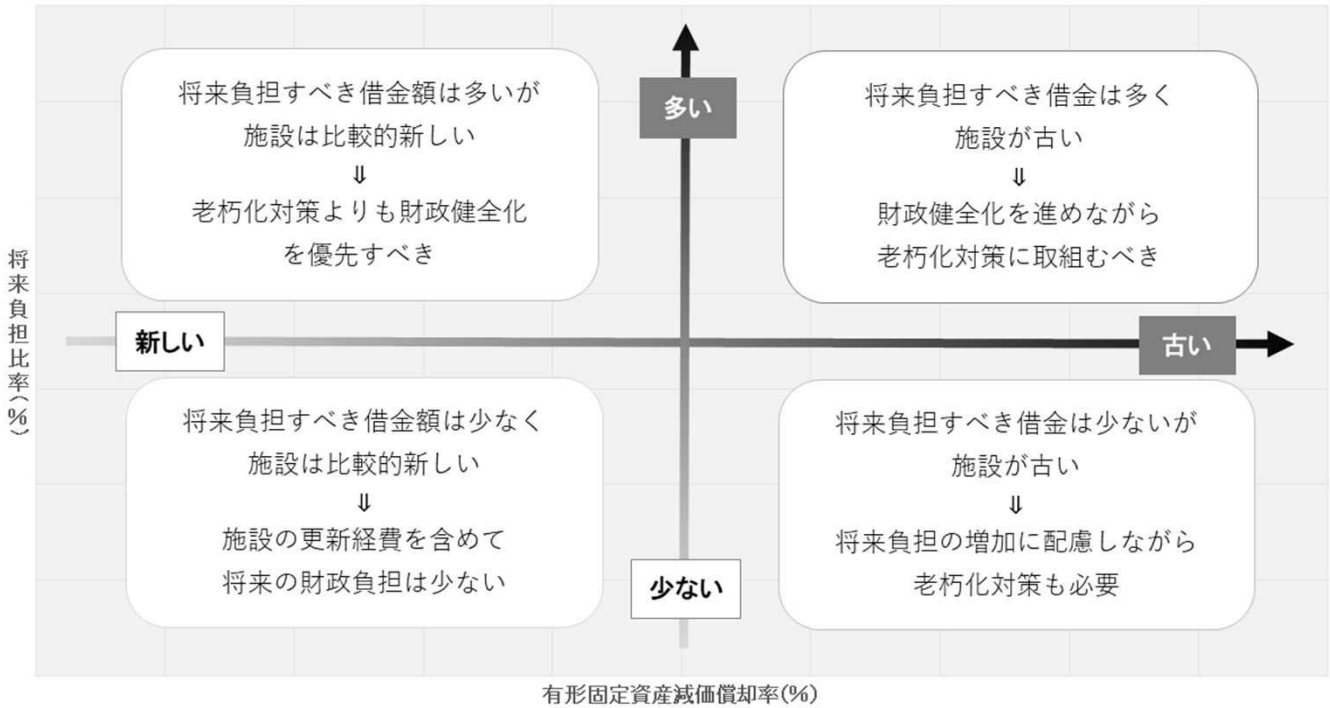 将来負担すべき借金額は多いが
施設は比較的新しい
⇓
老朽化対策よりも財政健全化
を優先すべき
多い
将来負担すべき借金は多く
施設が古い
⇓
財政健全化を進めながら
老朽化対策に取組むべき
将来負担比率(%)
新しい
古い
将来負担すべき借金額は少なく
施設は比較的新しい
⇓
施設の更新経費を含めて
将来の財政負担は少ない
少ない
将来負担すべき借金は少ないが
施設が古い
⇓
将来負担の増加に配慮しながら
老朽化対策も必要
有形固定資産減価償却率(%)